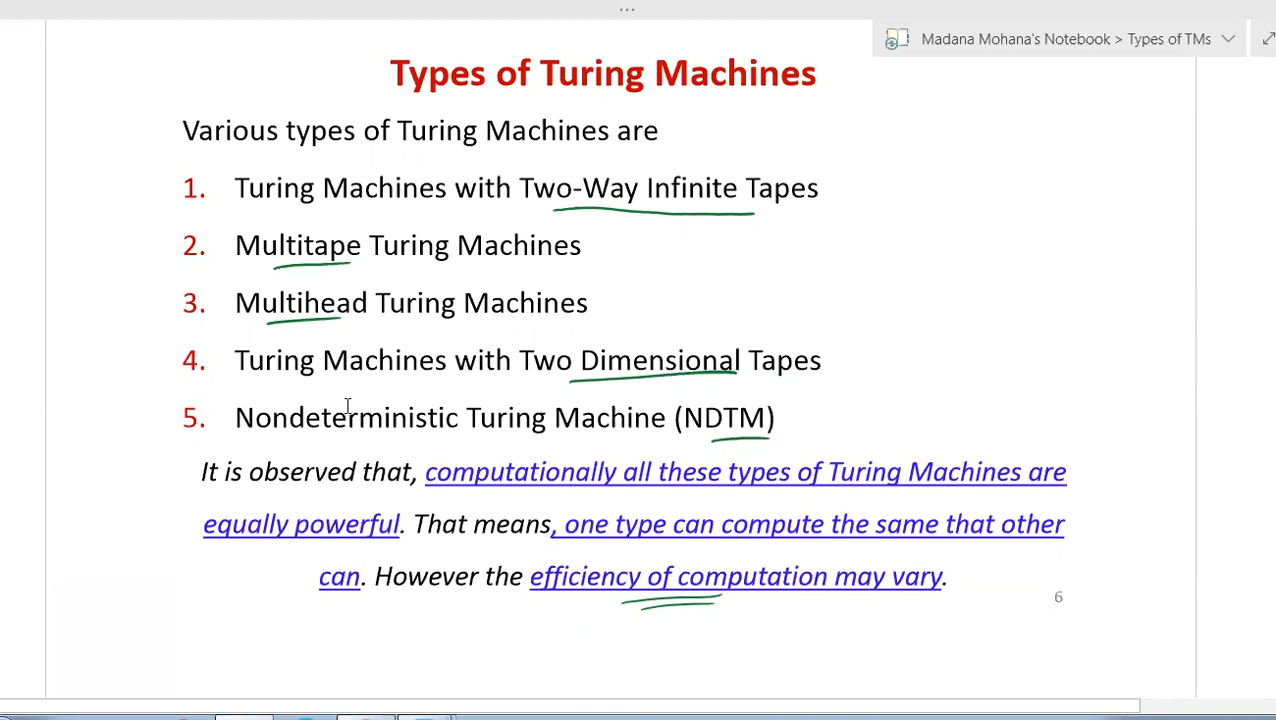 ...
Madana Mohana's Notebook > Types of TMs
Types of Turing Machines
Various types of Turing Machines are
1. Turing Machines with Two-Way Infinite Tapes
2. Multitape Turing Machines
3. Multihead Turing Machines
4. Turing Machines with Two Dimensional Tapes
5. Nondeterministic Turing Machine (NDTM)
It is observed that, computationally all these types of Turing Machines are
equally powerful. That means, one type can compute the same that other
can. However the efficiency of computation may vary.
6